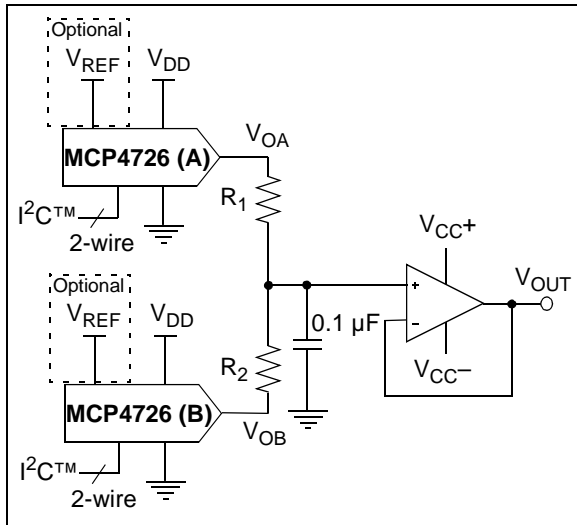 Optional
VREF
VDD
MCP4726 (A)
VOA
I²C™
2-wire
R1
VCC+
VOUT
+
–
0.1 µF
VCC–
Optional
VREF
VDD
R2
MCP4726 (B)
VOB
I²C™
2-wire